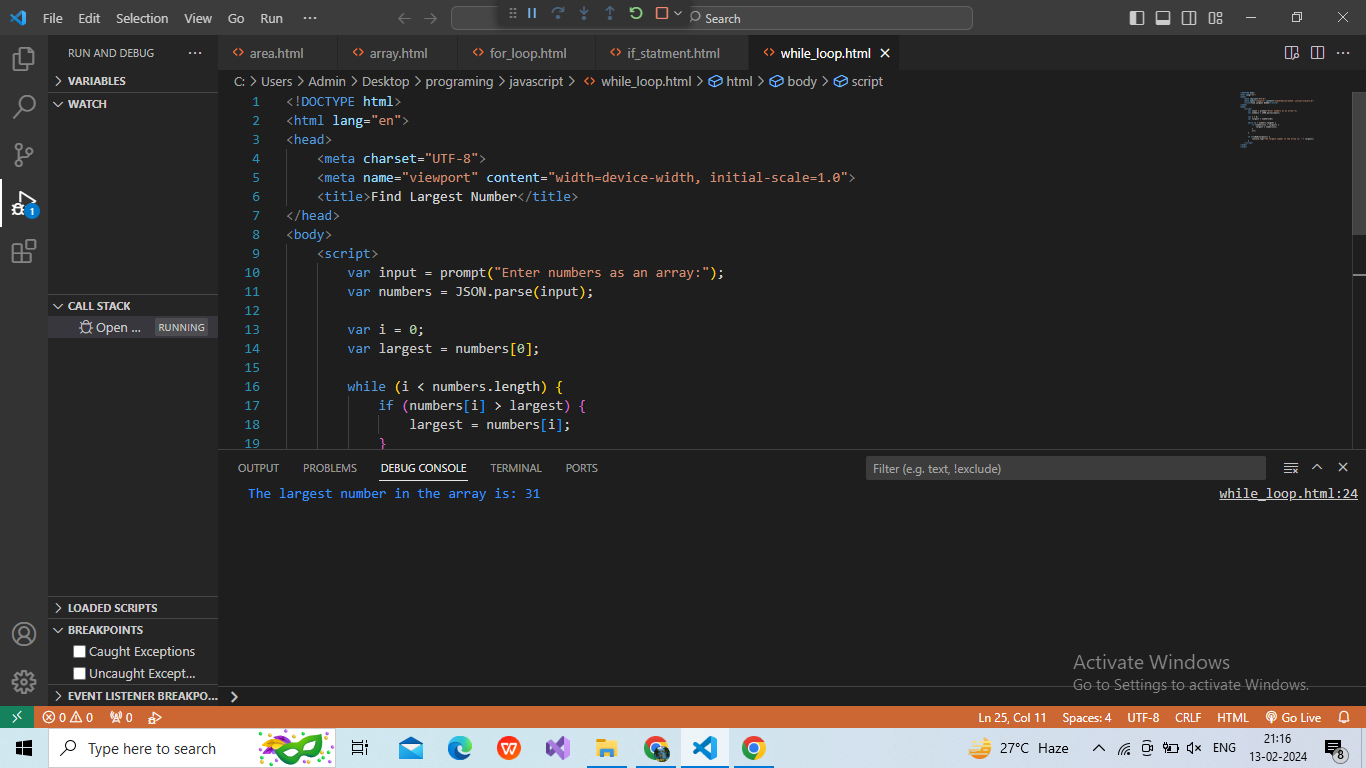 File Edit Selection View Go Run ··· Search
RUN AND DEBUG ···
VARIABLES
WATCH
CALL STACK
Open ... RUNNING
LOADED SCRIPTS
BREAKPOINTS
Caught Exceptions
Uncaught Except...
EVENT LISTENER BREAKPO...
1
area.html array.html for_loop.html if_statment.html while_loop.html
C: > Users > Admin > Desktop > programing > javascript > while_loop.html > html > body > script
1 <!DOCTYPE html>
2 <html lang="en">
3 <head>
4 <meta charset="UTF-8">
5 <meta name="viewport" content="width=device-width, initial-scale=1.0">
6 <title>Find Largest Number</title>
7 </head>
8 <body>
9 <script>
10 var input = prompt("Enter numbers as an array:");
11 var numbers = JSON.parse(input);
12
13 var i = 0;
14 var largest = numbers[0];
15
16 while (i < numbers.length) {
17 if (numbers[i] > largest) {
18 largest = numbers[i];
19 }
OUTPUT PROBLEMS DEBUG CONSOLE TERMINAL PORTS Filter (e.g. text, !exclude)
The largest number in the array is: 31 while_loop.html:24
Activate Windows
Go to Settings to activate Windows.
0 0 0 Ln 25, Col 11 Spaces: 4 UTF-8 CRLF HTML Go Live
Type here to search 27°C Haze ENG 21:16
13-02-2024
8